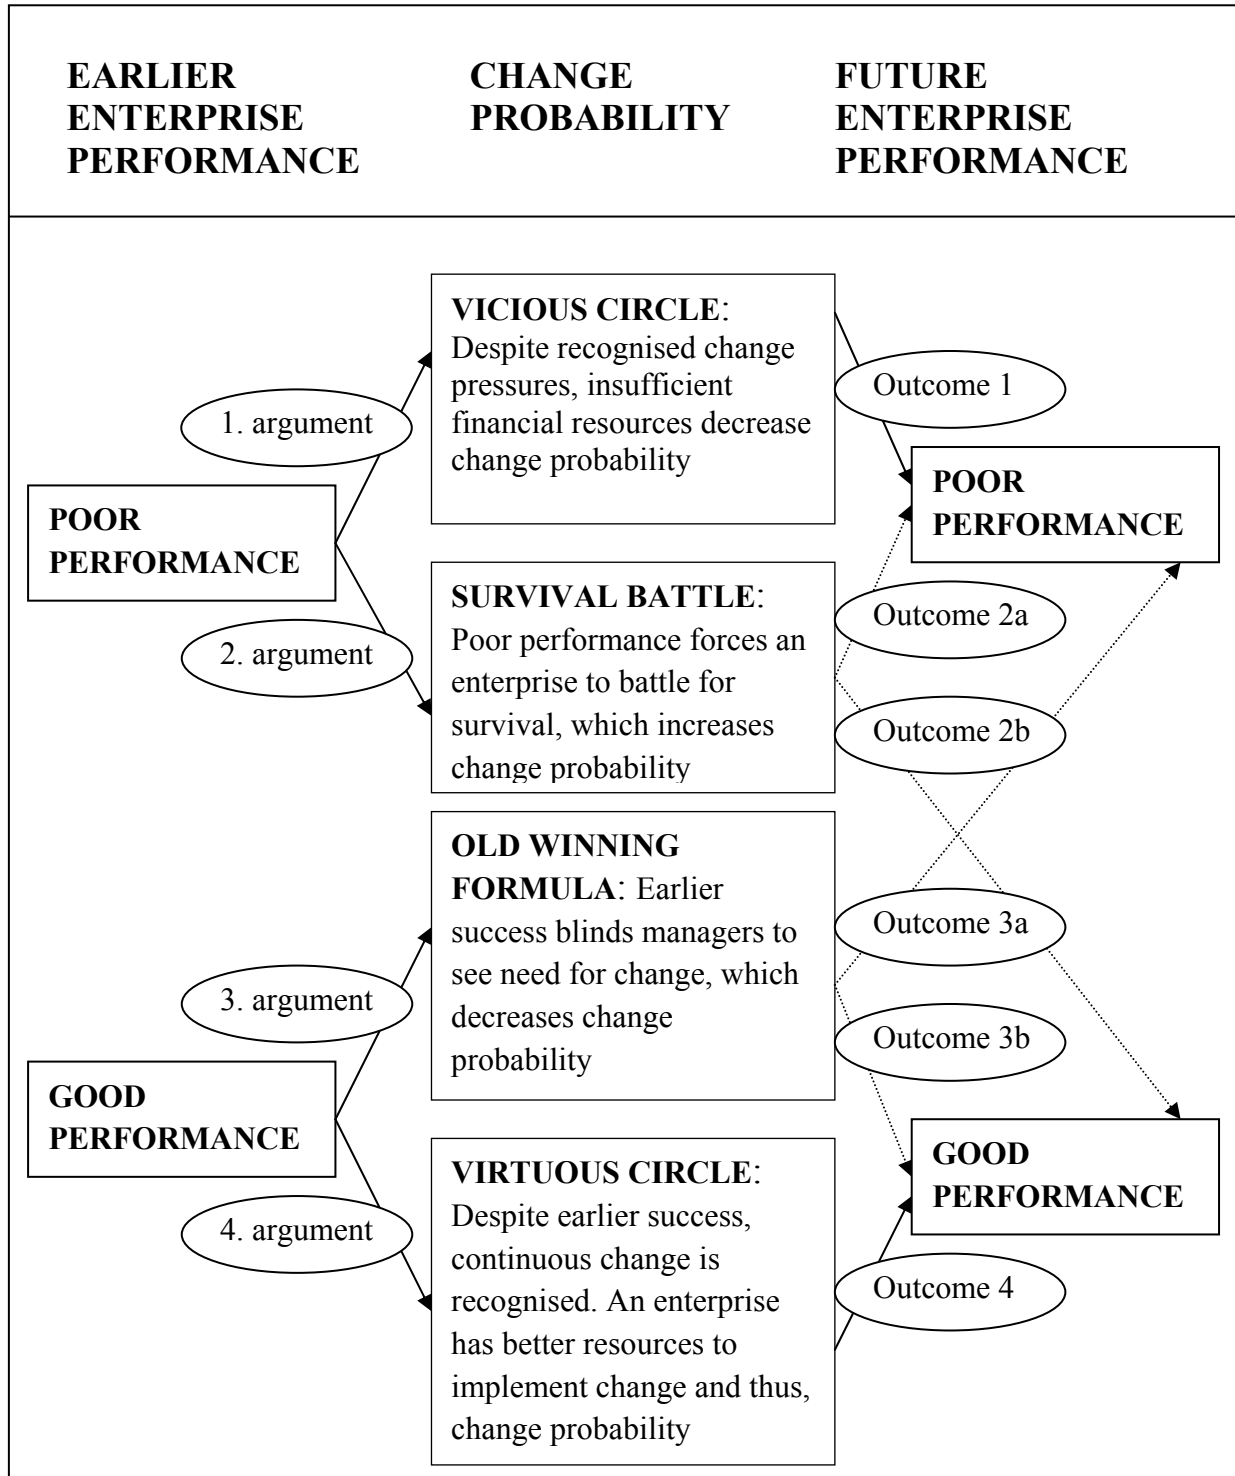 EARLIER
ENTERPRISE
PERFORMANCE
CHANGE
PROBABILITY
FUTURE
ENTERPRISE
PERFORMANCE
VICIOUS CIRCLE:
Despite recognised change
pressures, insufficient
financial resources decrease
change probability
Outcome 1
1. argument
POOR
PERFORMANCE
POOR
PERFORMANCE
SURVIVAL BATTLE:
Poor performance forces an
enterprise to battle for
survival, which increases
change probability
Outcome 2a
2. argument
Outcome 2b
OLD WINNING
FORMULA: Earlier
success blinds managers to
see need for change, which
decreases change
probability
Outcome 3a
3. argument
Outcome 3b
GOOD
PERFORMANCE
GOOD
PERFORMANCE
VIRTUOUS CIRCLE:
Despite earlier success,
continuous change is
recognised. An enterprise
has better resources to
implement change and thus,
change probability
4. argument
Outcome 4